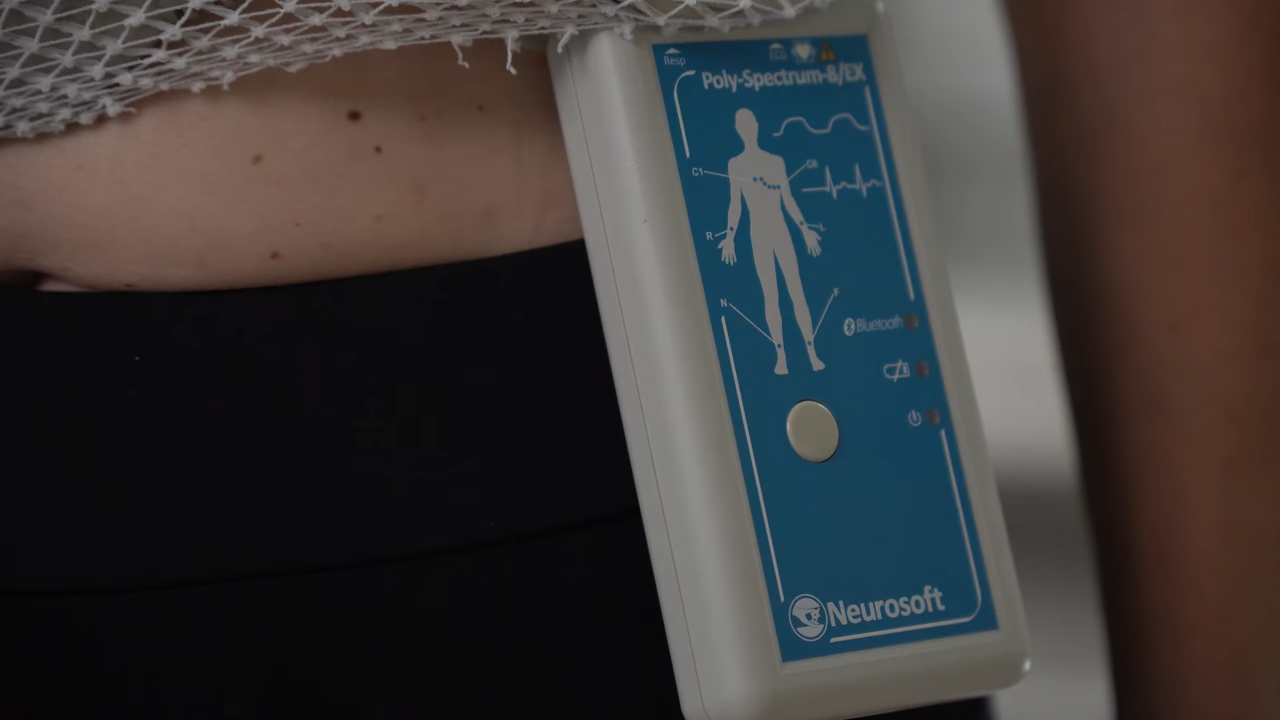 Resp
ECG
Poly-Spectrum-8/EX
C1
C6
R
L
N
F
Bluetooth
Neurosoft